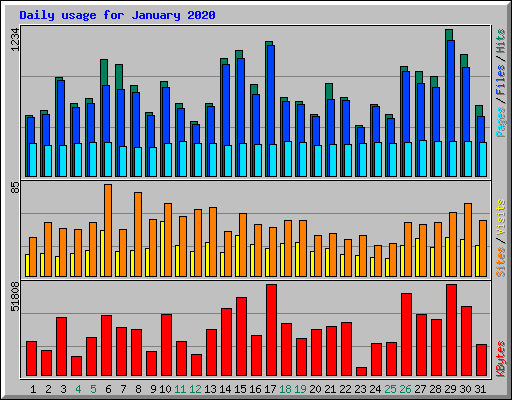 Daily usage for January 2020
1234
Pages / Files / Hits
85
Sites / Visits
51808
KBytes
1 2 3 4 5 6 7 8 9 10 11 12 13 14 15 16 17 18 19 20 21 22 23 24 25 26 27 28 29 30 31